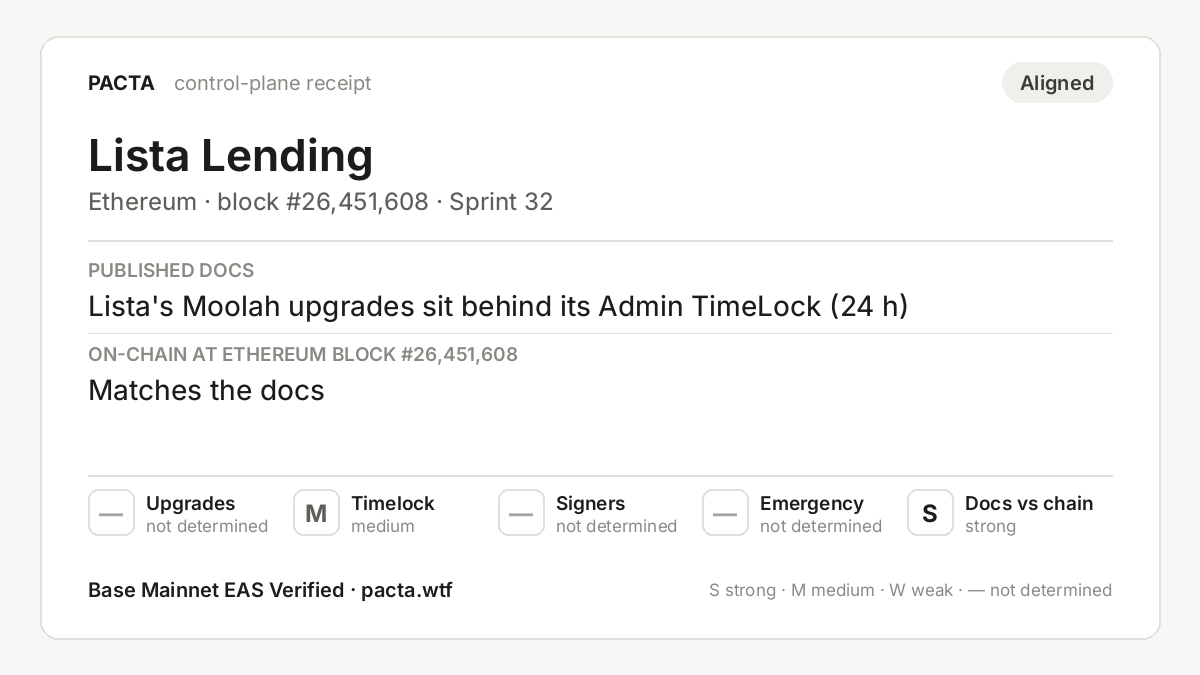 PACTA control-plane receipt Aligned
Lista Lending
Ethereum · block #26,451,608 · Sprint 32
PUBLISHED DOCS
Lista's Moolah upgrades sit behind its Admin TimeLock (24 h)
ON-CHAIN AT ETHEREUM BLOCK #26,451,608
Matches the docs
— Upgrades not determined
M Timelock medium
— Signers not determined
— Emergency not determined
S Docs vs chain strong
Base Mainnet EAS Verified · pacta.wtf
S strong · M medium · W weak · — not determined